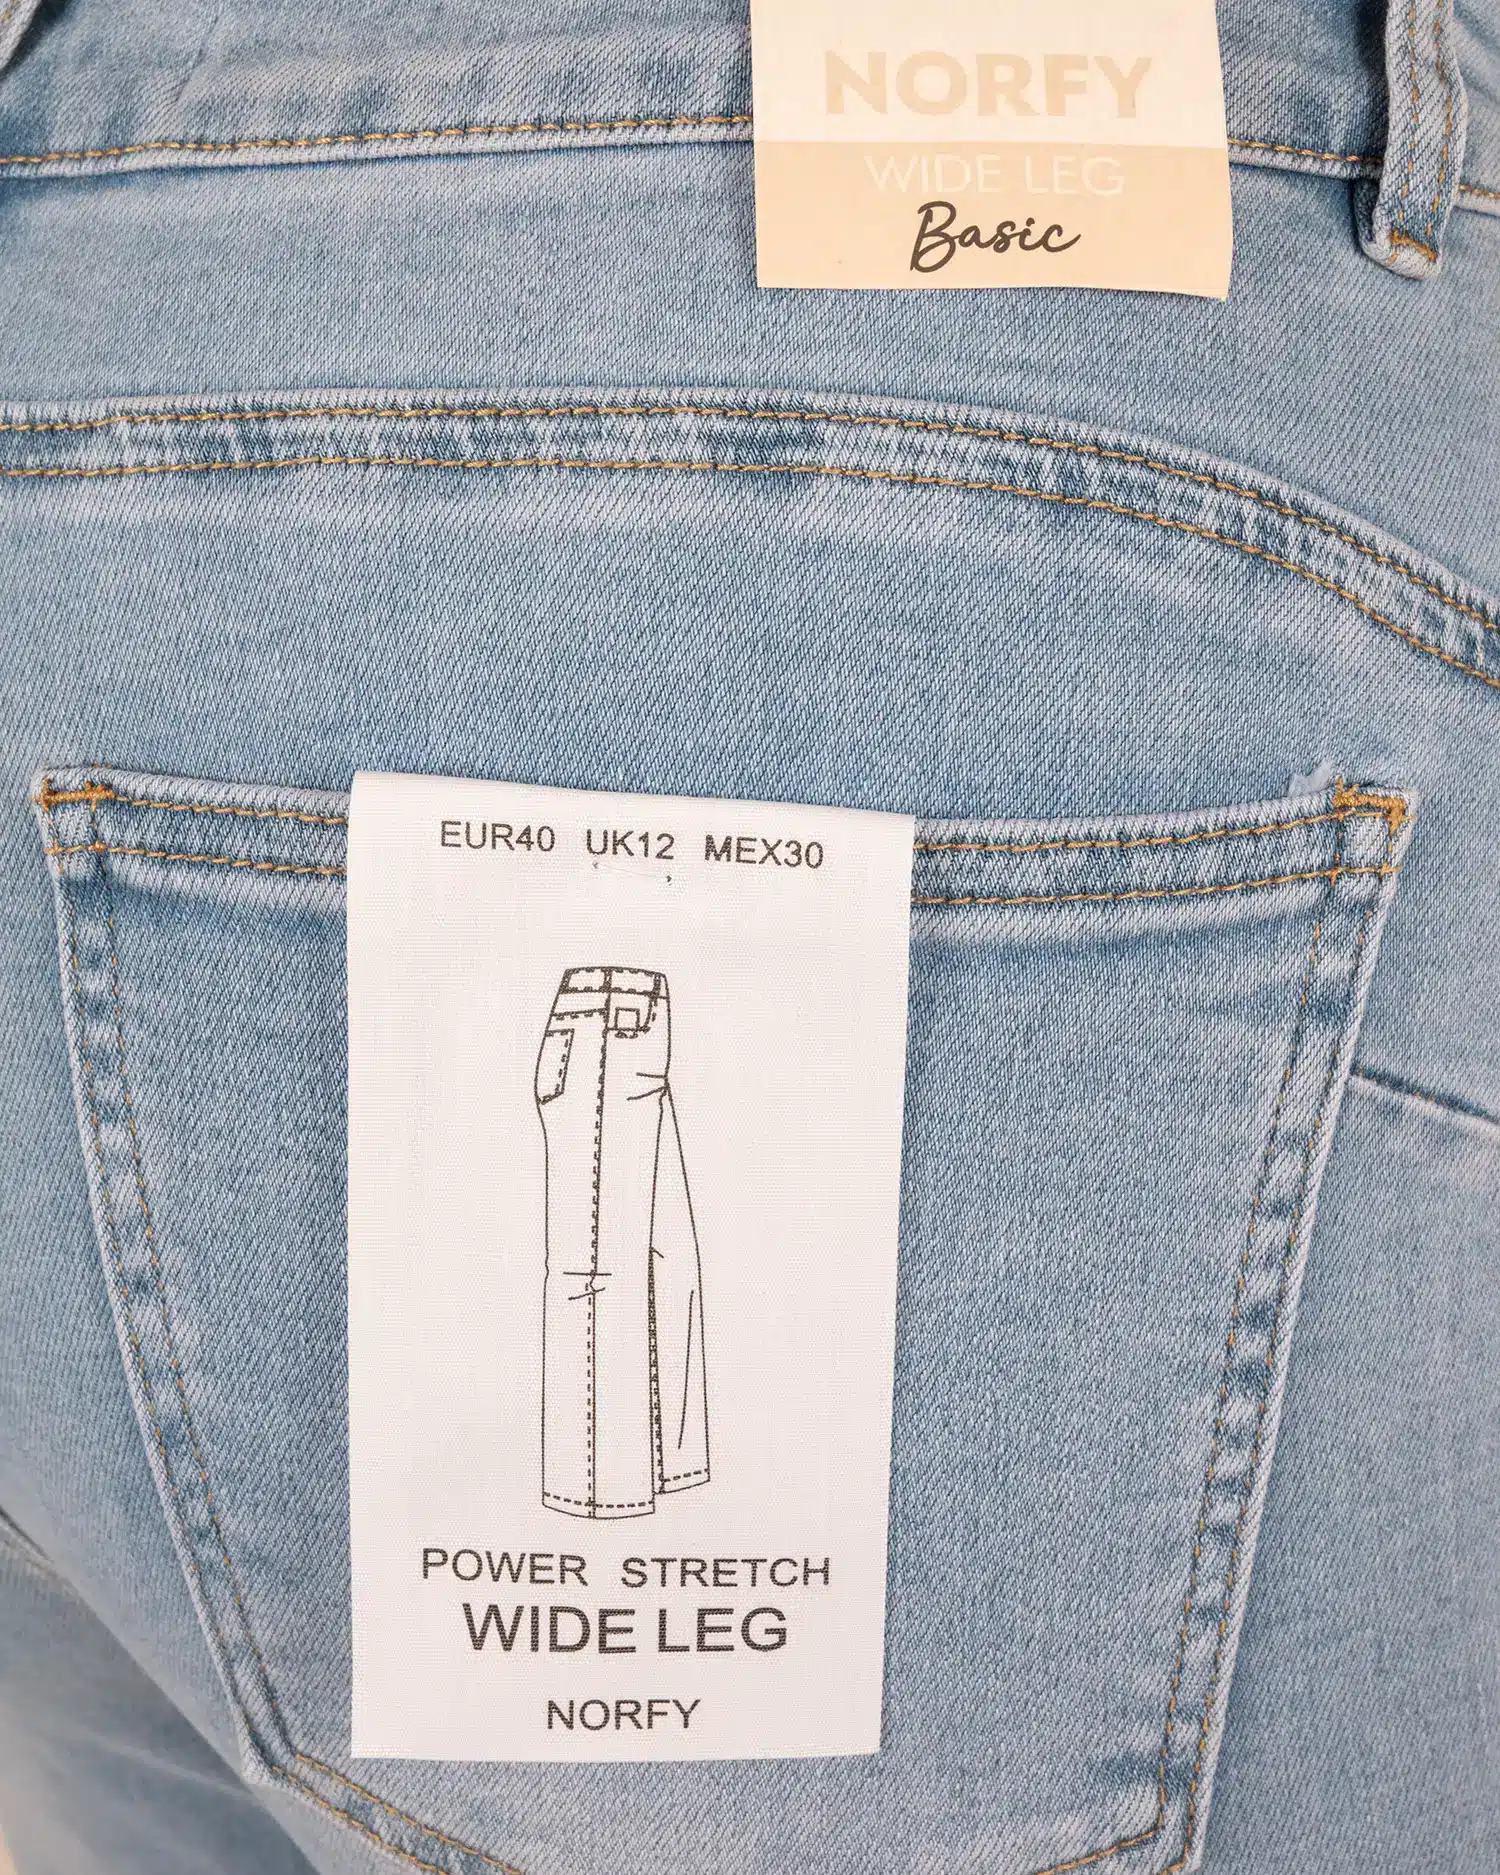 NORFY
WIDE LEG
Basic
EUR40 UK12 MEX30
POWER STRETCH
WIDE LEG
NORFY